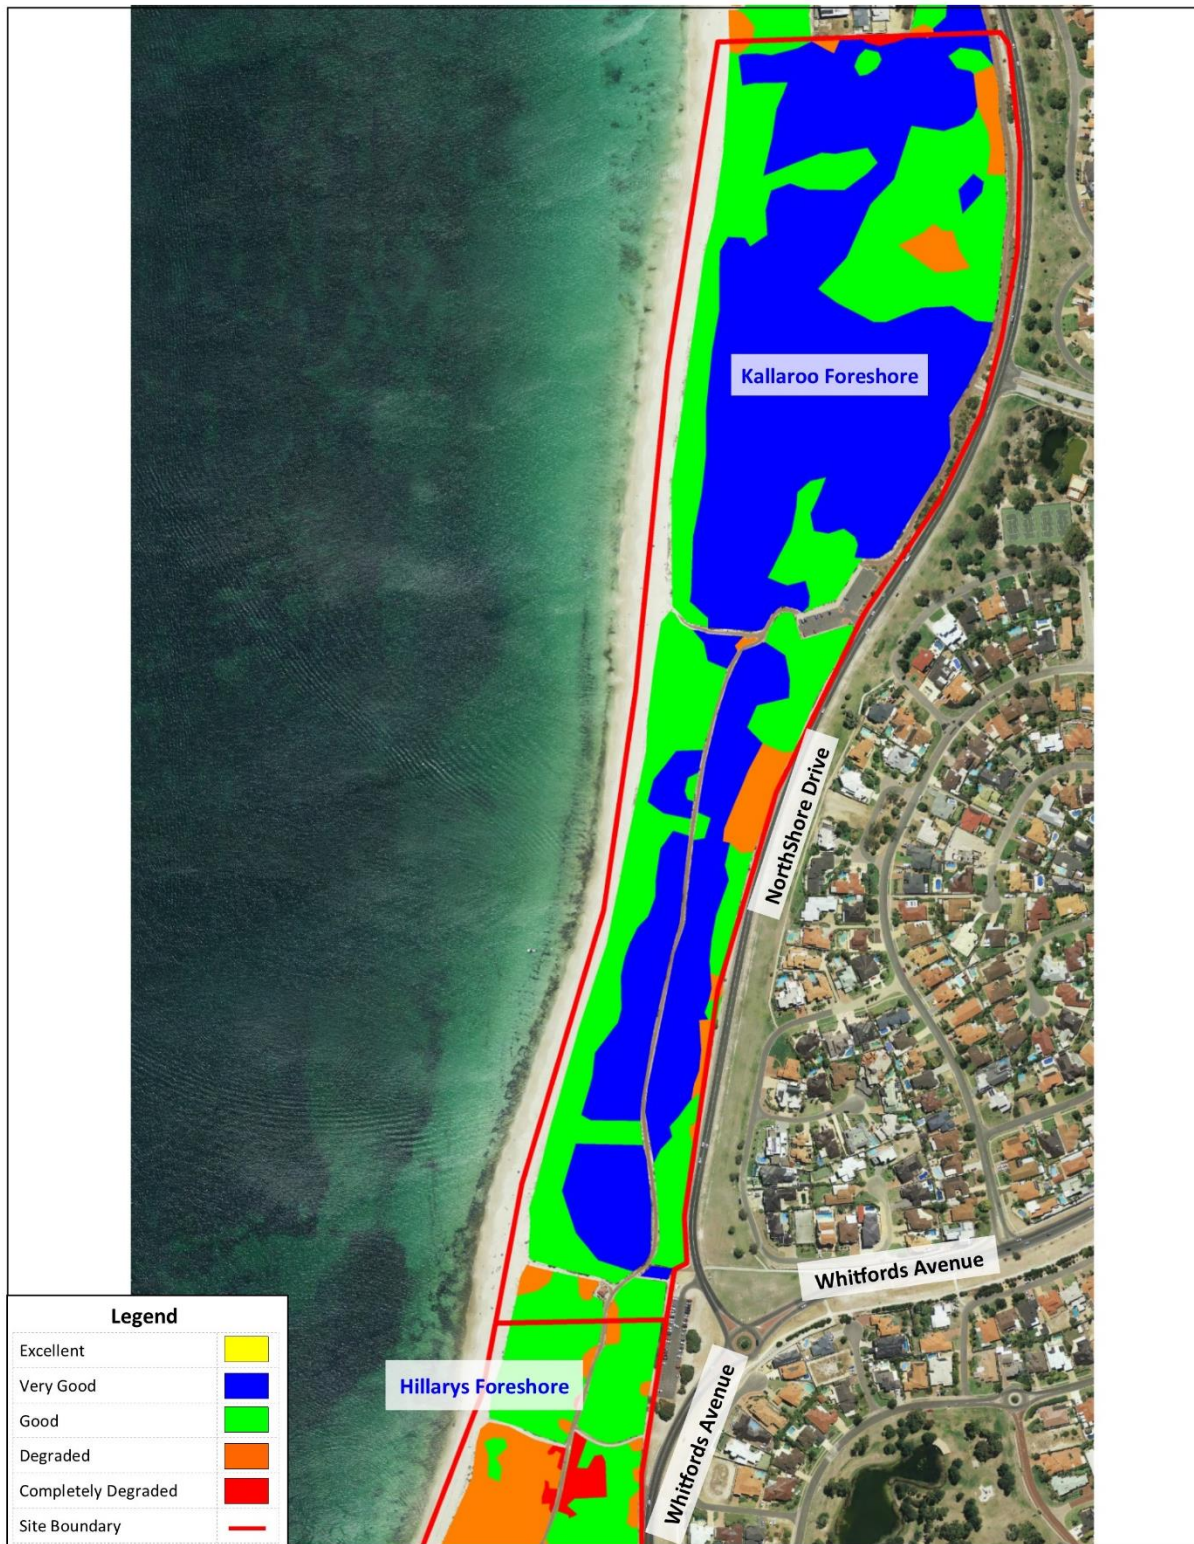 Kallaroo Foreshore
NorthShore Drive
Whitfords Avenue
Hillarys Foreshore
Whitfords Avenue
Legend
Excellent
Very Good
Good
Degraded
Completely Degraded
Site Boundary